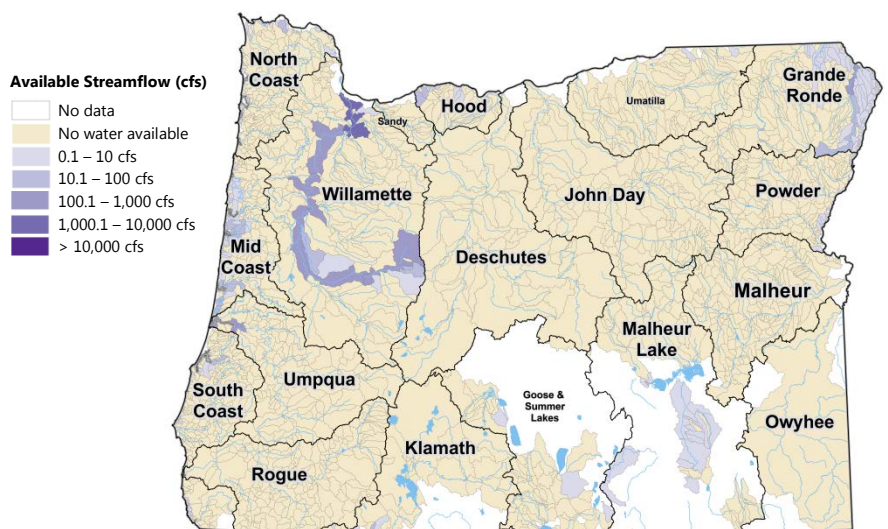 Available Streamflow (cfs)
No data
No water available
0.1 – 10 cfs
10.1 – 100 cfs
100.1 – 1,000 cfs
1,000.1 – 10,000 cfs
> 10,000 cfs
North
Coast
Sandy
Hood
Umatilla
Grande
Ronde
Willamette
John Day
Powder
Mid
Coast
Deschutes
Malheur
Malheur
Lake
South
Coast
Umpqua
Goose &
Summer
Lakes
Owyhee
Klamath
Rogue